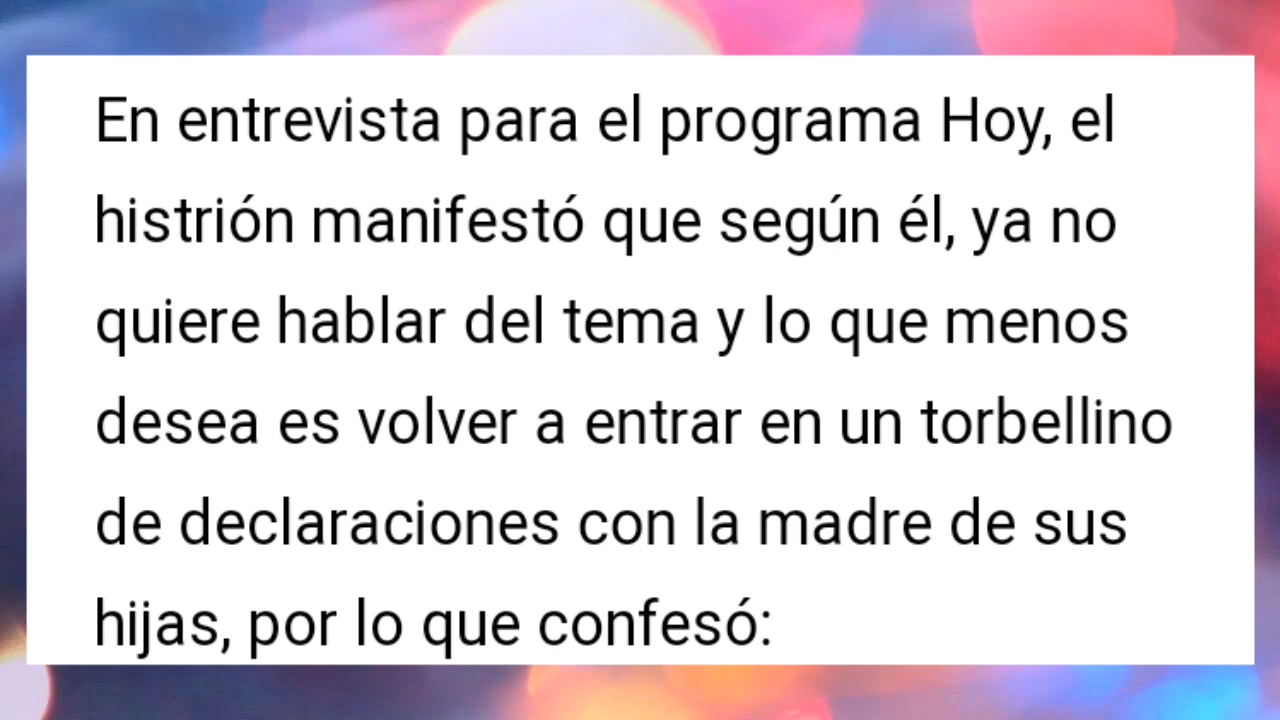 En entrevista para el programa Hoy, el
histrión manifestó que según él, ya no
quiere hablar del tema y lo que menos
desea es volver a entrar en un torbellino
de declaraciones con la madre de sus
hijas, por lo que confesó: